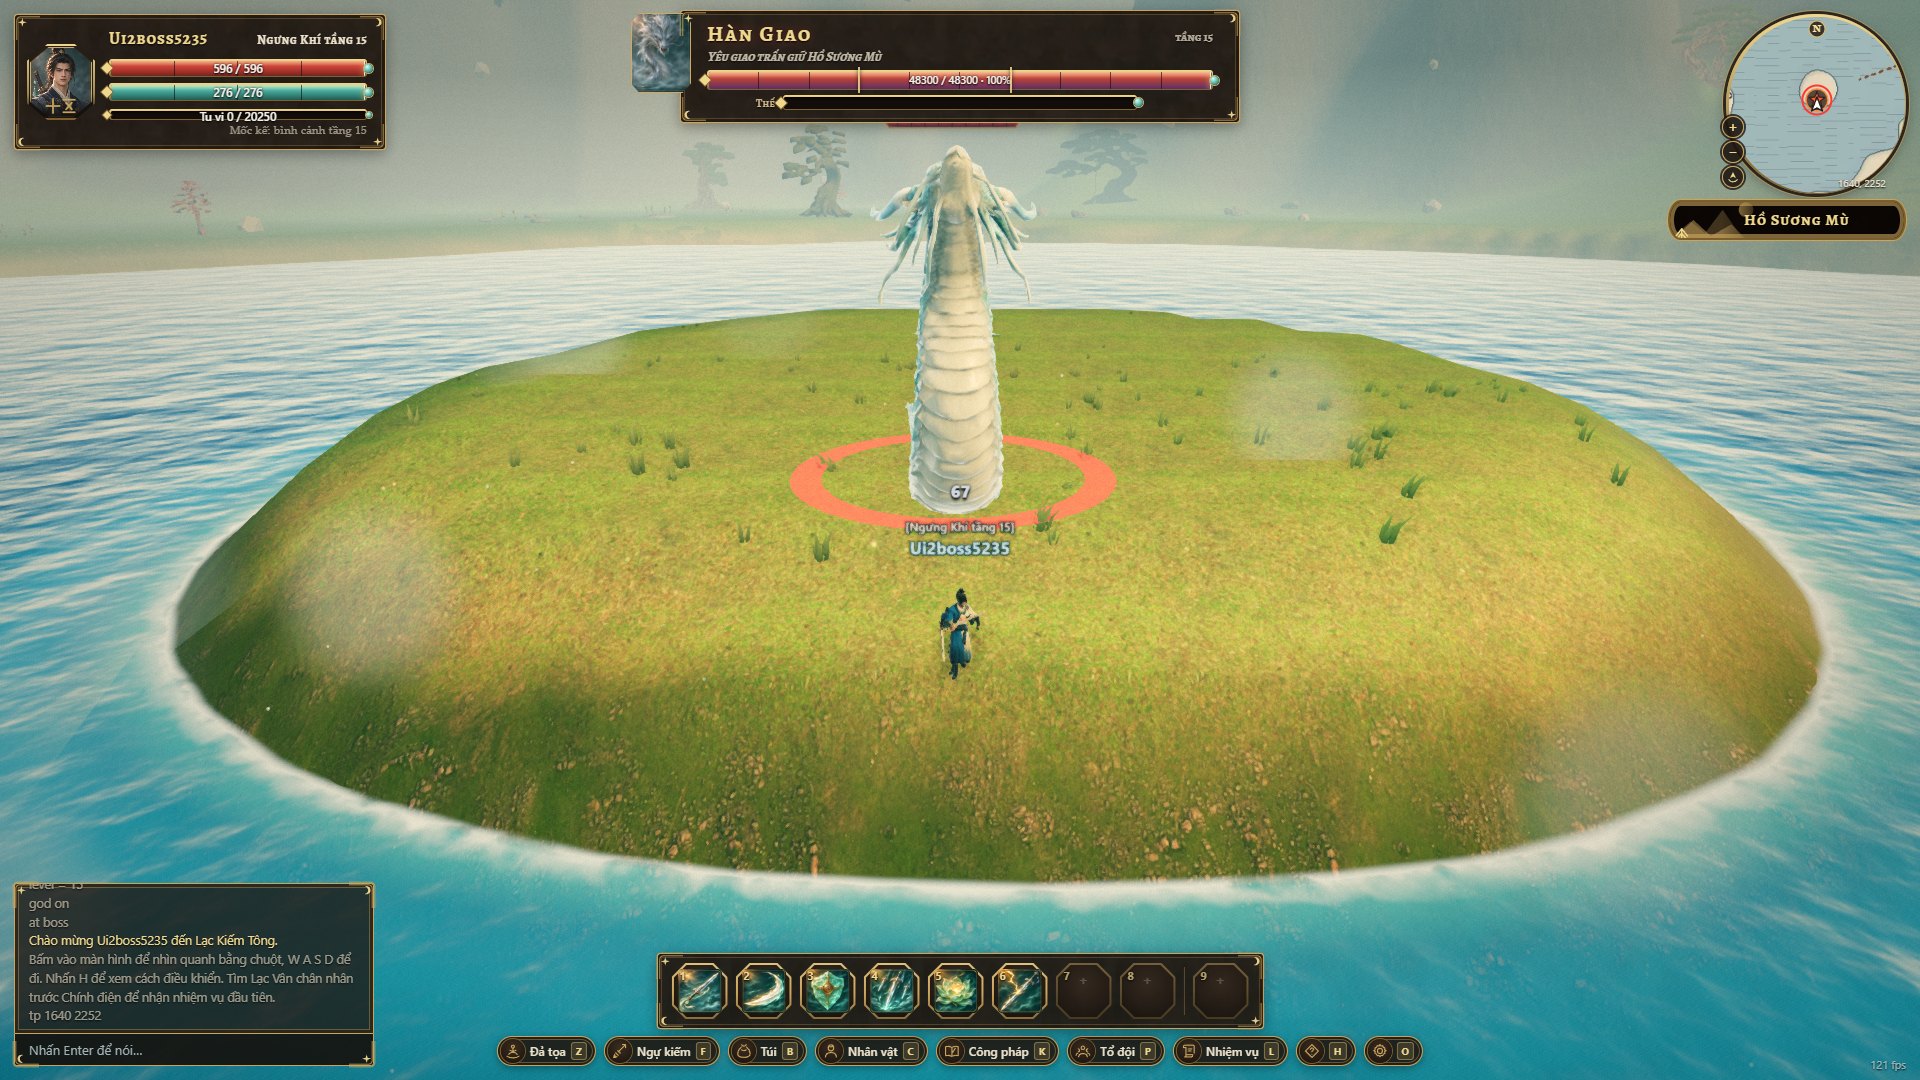 Ui2boss5235
Ngưng Khí tầng 15
596 / 596
276 / 276
Tu vi 0 / 20250
Mốc kế: bình cảnh tầng 15
Hàn Giao
Tầng 15
Yêu giao trấn giữ Hồ Sương Mù
48300 / 48300 · 100%
Thế
N
+
−
1640, 2252
Hồ Sương Mù
67
[Ngưng Khí tầng 15]
Ui2boss5235
level = 15
god on
at boss
Chào mừng Ui2boss5235 đến Lạc Kiếm Tông.
Bấm vào màn hình để nhìn quanh bằng chuột, W A S D để
đi. Nhấn H để xem cách điều khiển. Tìm Lạc Vân chân nhân
trước Chính điện để nhận nhiệm vụ đầu tiên.
tp 1640 2252
Nhấn Enter để nói...
1 2 3 4 5 6 7 8 9
Đả tọa Z Ngự kiếm F Túi B Nhân vật C Công pháp K Tổ đội P Nhiệm vụ L H O
121 fps